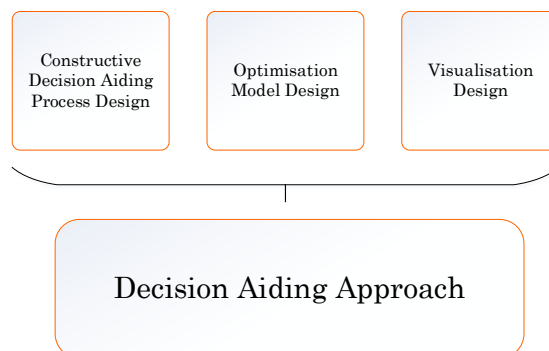 Constructive
Decision Aiding
Process Design
Optimisation
Model Design
Visualisation
Design
Decision Aiding Approach